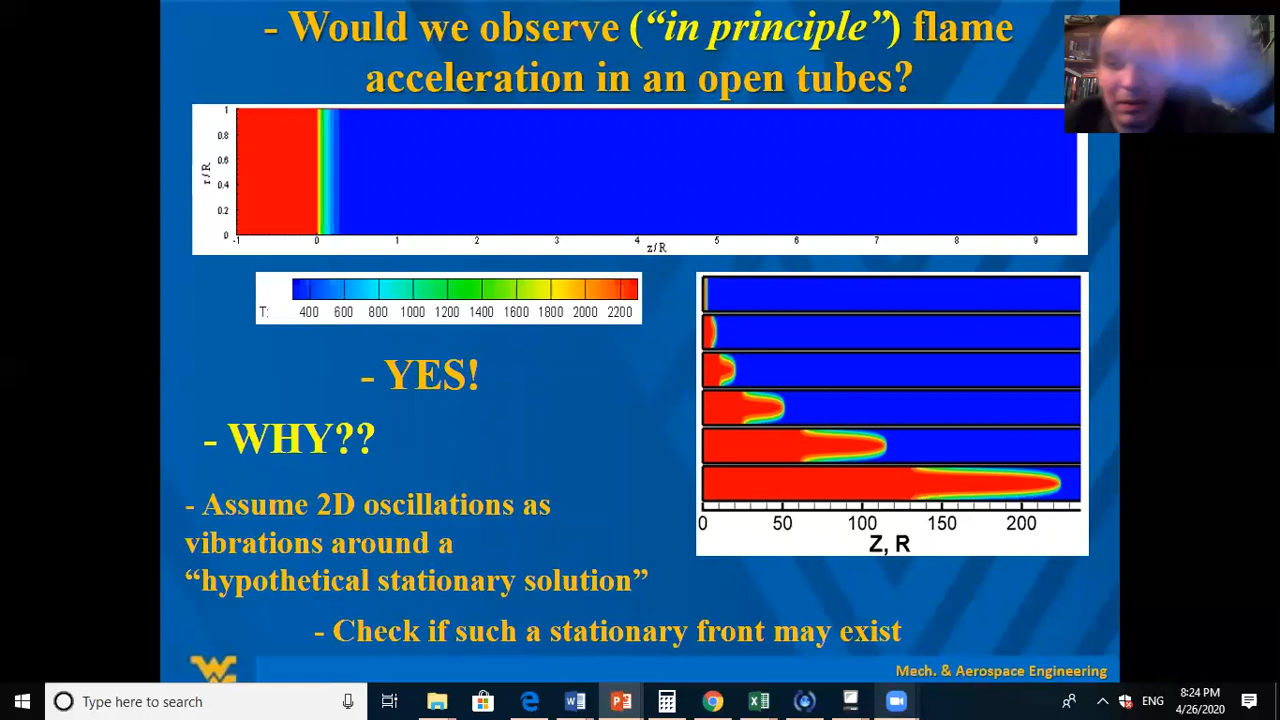 - Would we observe (“in principle”) flame
acceleration in an open tubes?
1
0.8
0.6
0.4
0.2
0
r/R
-1 0 1 2 3 4 5 6 7 8 9
z/R
T: 400 600 800 1000 1200 1400 1600 1800 2000 2200
- YES!
- WHY??
- Assume 2D oscillations as
vibrations around a
“hypothetical stationary solution”
- Check if such a stationary front may exist
0 50 100 150 200
Z, R
Mech. & Aerospace Engineering
Type here to search
ENG
8:24 PM
4/26/2020